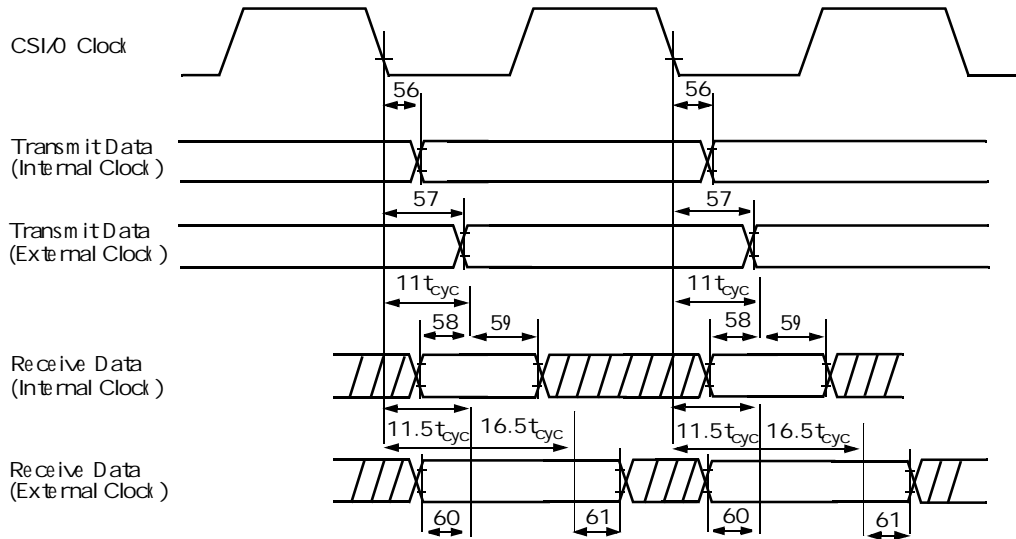 CSI/O Clock
56 56
Transmit Data
(Internal Clock)
57 57
Transmit Data
(External Clock)
11tcyc 11tcyc
58 59 58 59
Receive Data
(Internal Clock)
11.5tcyc 16.5tcyc 11.5tcyc 16.5tcyc
Receive Data
(External Clock)
60 61 60 61